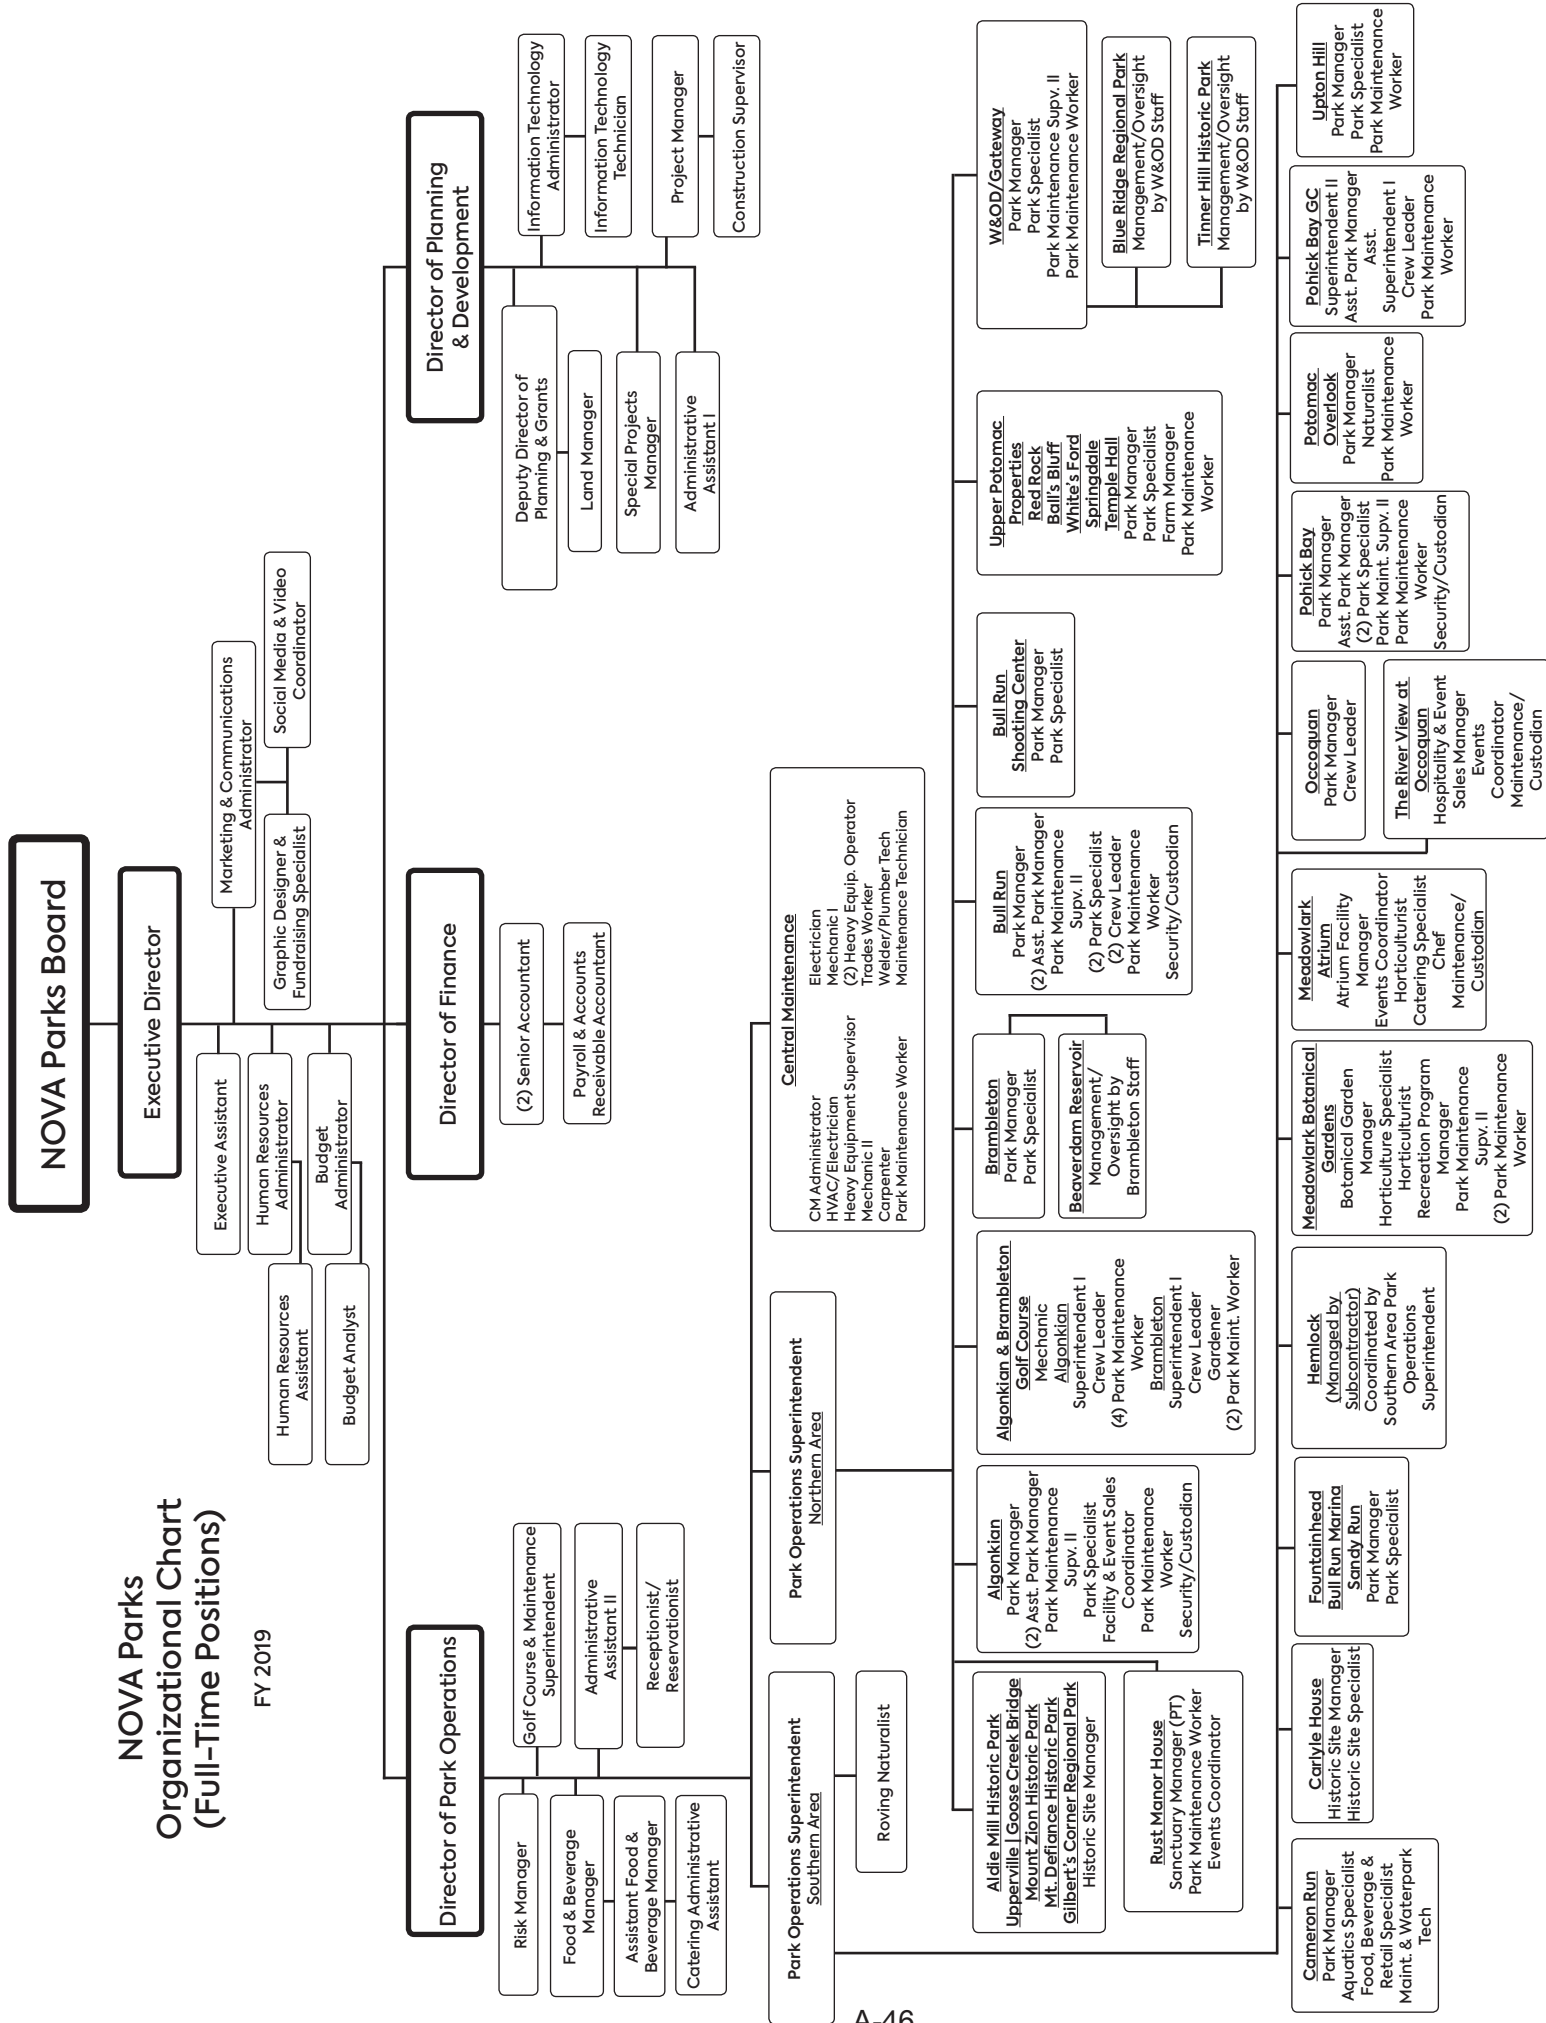 NOVA Parks
Organizational Chart
(Full-Time Positions)
FY 2019
NOVA Parks Board
Executive Director
Executive Assistant
Human Resources
Administrator
Human Resources
Assistant
Budget
Administrator
Budget Analyst
Marketing & Communications
Administrator
Graphic Designer &
Fundraising Specialist
Social Media & Video
Coordinator
Director of Park Operations
Risk Manager
Food & Beverage
Manager
Assistant Food &
Beverage Manager
Catering Administrative
Assistant
Golf Course & Maintenance
Superintendent
Administrative
Assistant II
Receptionist/
Reservationist
Director of Finance
(2) Senior Accountant
Payroll & Accounts
Receivable Accountant
Director of Planning
& Development
Deputy Director of
Planning & Grants
Land Manager
Special Projects
Manager
Administrative
Assistant I
Information Technology
Administrator
Information Technology
Technician
Project Manager
Construction Supervisor
Park Operations Superintendent
Southern Area
Roving Naturalist
Park Operations Superintendent
Northern Area
Central Maintenance
CM Administrator
HVAC/Electrician
Heavy Equipment Supervisor
Mechanic II
Carpenter
Park Maintenance Worker
Electrician
Mechanic I
(2) Heavy Equip. Operator
Trades Worker
Welder/Plumber Tech
Maintenance Technician
Aldie Mill Historic Park
Upperville | Goose Creek Bridge
Mount Zion Historic Park
Mt. Defiance Historic Park
Gilbert's Corner Regional Park
Historic Site Manager
Rust Manor House
Sanctuary Manager (PT)
Park Maintenance Worker
Events Coordinator
Algonkian
Park Manager
(2) Asst. Park Manager
Park Maintenance
Supv. II
Park Specialist
Facility & Event Sales
Coordinator
Park Maintenance
Worker
Security/Custodian
Algonkian & Brambleton
Golf Course
Mechanic
Algonkian
Superintendent I
Crew Leader
(4) Park Maintenance
Worker
Brambleton
Superintendent I
Crew Leader
Gardener
(2) Park Maint. Worker
Brambleton
Park Manager
Park Specialist
Beaverdam Reservoir
Management/
Oversight by
Brambleton Staff
Bull Run
Park Manager
(2) Asst. Park Manager
Park Maintenance
Supv. II
(2) Park Specialist
(2) Crew Leader
Park Maintenance
Worker
Security/Custodian
Bull Run
Shooting Center
Park Manager
Park Specialist
Upper Potomac
Properties
Red Rock
Ball's Bluff
White's Ford
Springdale
Temple Hall
Park Manager
Park Specialist
Farm Manager
Park Maintenance
Worker
W&OD/Gateway
Park Manager
Park Specialist
Park Maintenance Supv. II
Park Maintenance Worker
Blue Ridge Regional Park
Management/Oversight
by W&OD Staff
Tinner Hill Historic Park
Management/Oversight
by W&OD Staff
Cameron Run
Park Manager
Aquatics Specialist
Food, Beverage &
Retail Specialist
Maint. & Waterpark
Tech
Carlyle House
Historic Site Manager
Historic Site Specialist
Fountainhead
Bull Run Marina
Sandy Run
Park Manager
Park Specialist
Hemlock
(Managed by
Subcontractor)
Coordinated by
Southern Area Park
Operations
Superintendent
Meadowlark Botanical
Gardens
Botanical Garden
Manager
Horticulture Specialist
Horticulturist
Recreation Program
Manager
Park Maintenance
Supv. II
(2) Park Maintenance
Worker
Meadowlark
Atrium
Atrium Facility
Manager
Events Coordinator
Horticulturist
Catering Specialist
Chef
Maintenance/
Custodian
Occoquan
Park Manager
Crew Leader
The River View at
Occoquan
Hospitality & Event
Sales Manager
Events
Coordinator
Maintenance/
Custodian
Pohick Bay
Park Manager
Asst. Park Manager
(2) Park Specialist
Park Maint. Supv. II
Park Maintenance
Worker
Security/Custodian
Potomac
Overlook
Park Manager
Naturalist
Park Maintenance
Worker
Pohick Bay GC
Superintendent II
Asst. Park Manager
Asst.
Superintendent I
Crew Leader
Park Maintenance
Worker
Upton Hill
Park Manager
Park Specialist
Park Maintenance
Worker
A-46